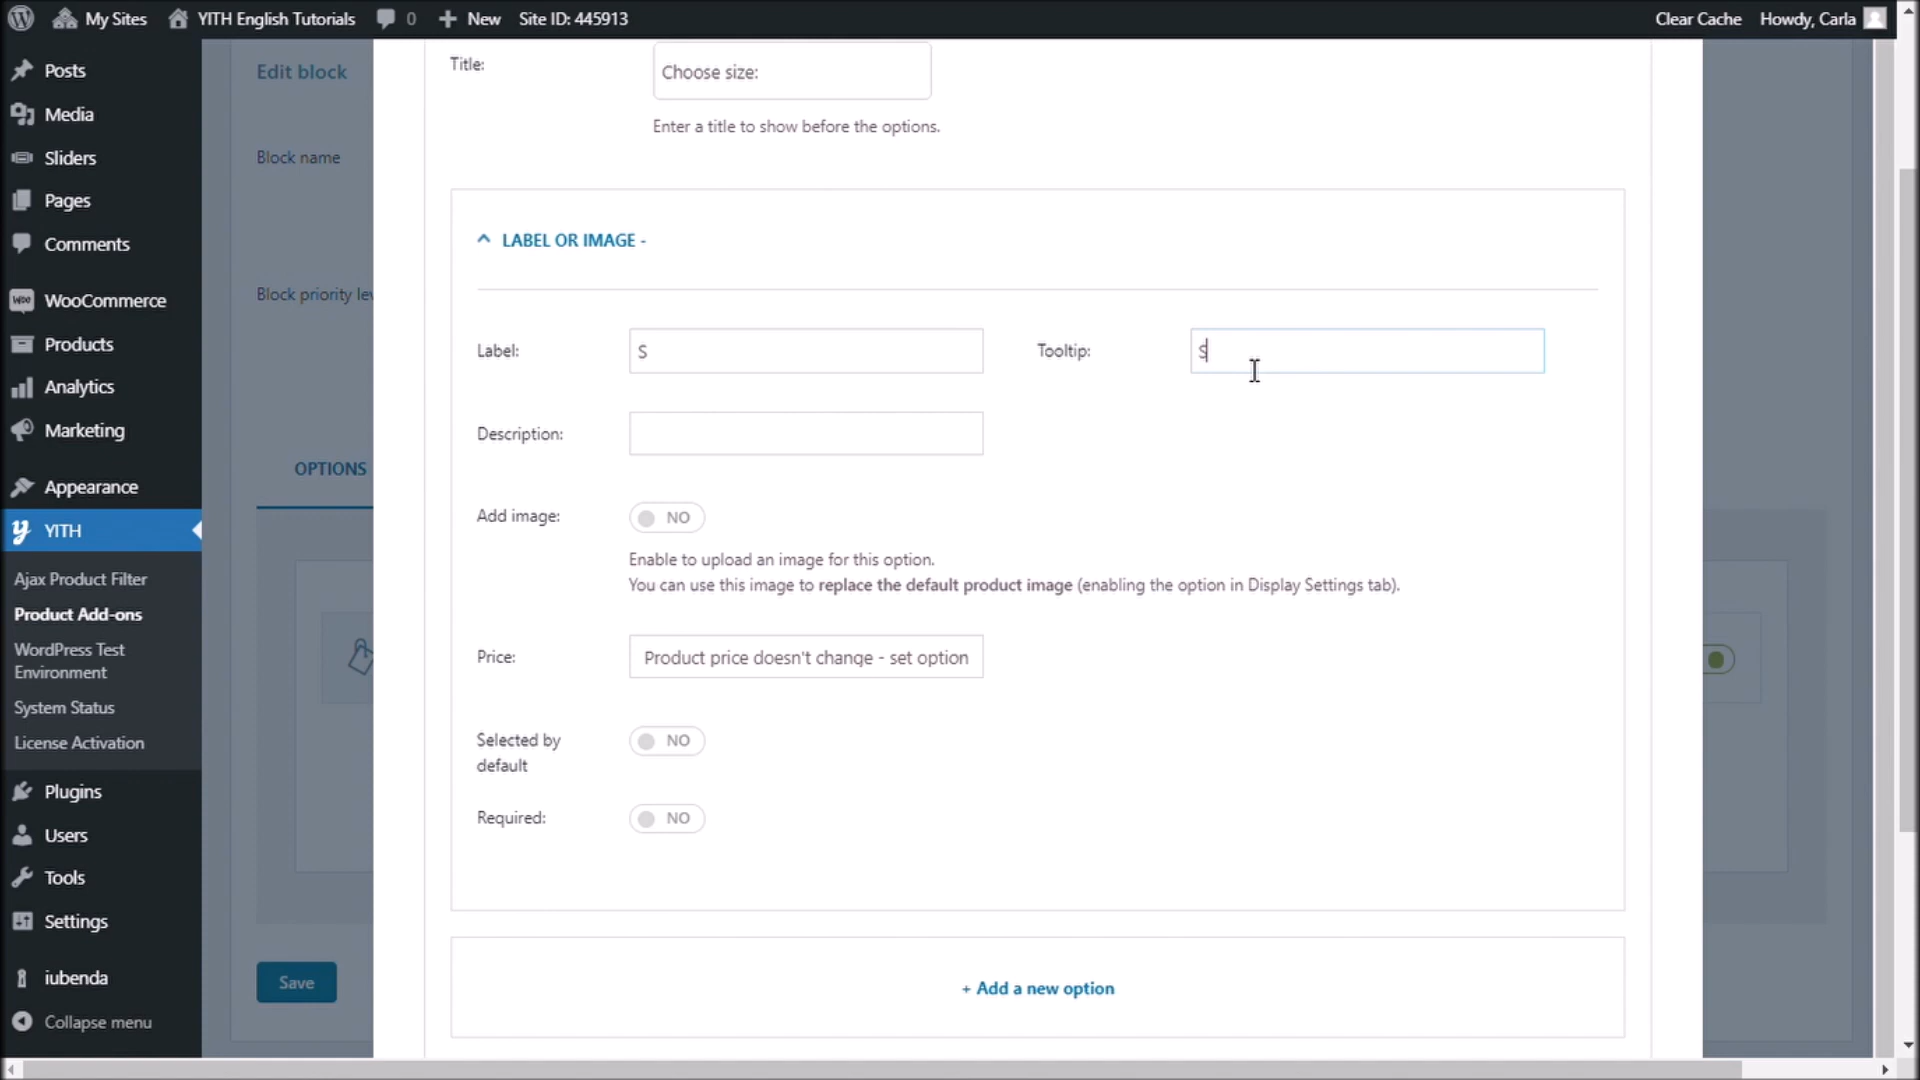 My Sites
YITH English Tutorials
0
New
Site ID: 445913
Clear Cache
Howdy, Carla
Posts
Media
Sliders
Pages
Comments
WooCommerce
Products
Analytics
Marketing
Appearance
YITH
Ajax Product Filter
Product Add-ons
WordPress Test
Environment
System Status
License Activation
Plugins
Users
Tools
Settings
iubenda
Collapse menu
Edit block
Block name
Block priority lev
OPTIONS
Save
Title:
Choose size:
Enter a title to show before the options.
LABEL OR IMAGE -
Label:
S
Tooltip:
S
Description:
Add image:
NO
Enable to upload an image for this option.
You can use this image to replace the default product image (enabling the option in Display Settings tab).
Price:
Product price doesn't change - set option
Selected by
default
NO
Required:
NO
+ Add a new option